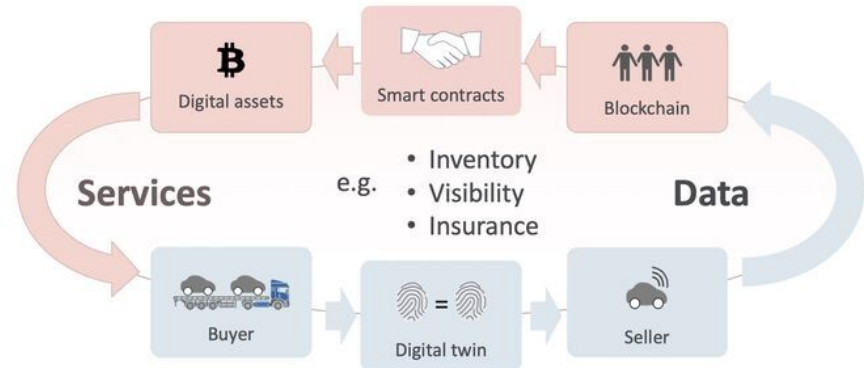 Digital assets
Smart contracts
Blockchain
Services
e.g.
• Inventory
• Visibility
• Insurance
Data
Buyer
=
Digital twin
Seller